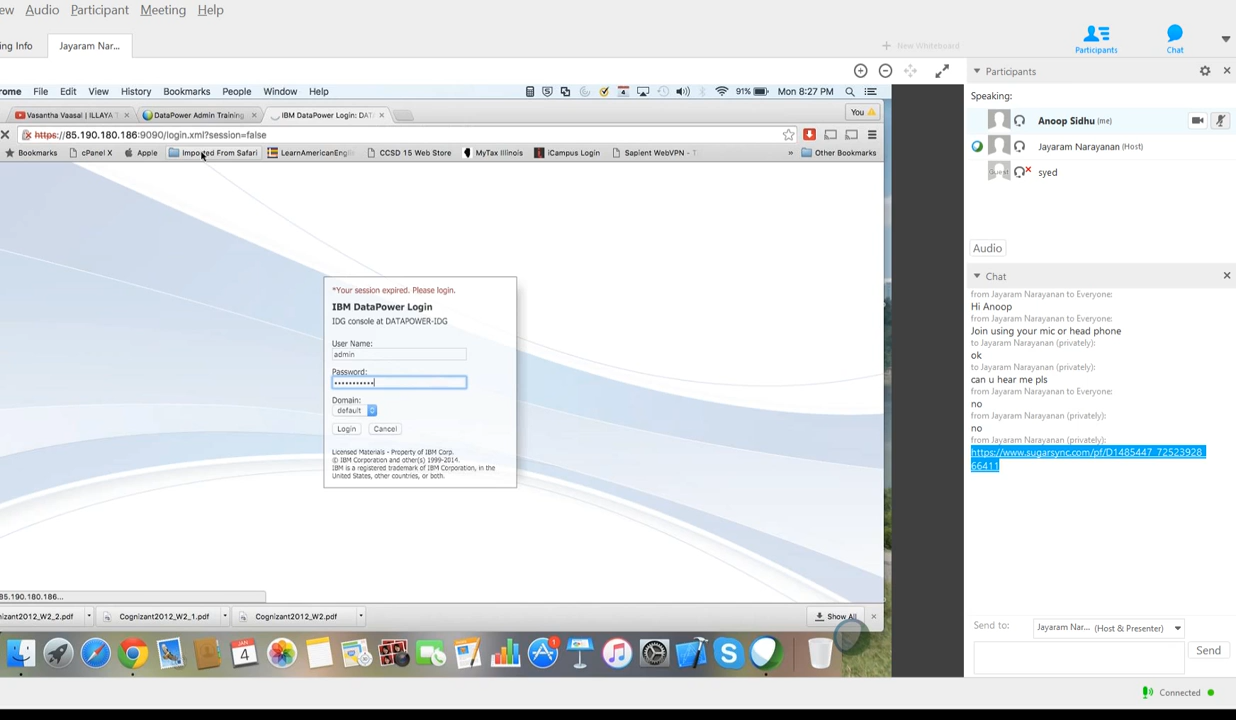 ew Audio Participant Meeting Help
ng Info Jayaram Nar...
New Whiteboard
Participants Chat
rome File Edit View History Bookmarks People Window Help
4 91% Mon 8:27 PM
Vasantha Vaasal | ILLAYA T × DataPower Admin Training × IBM DataPower Login: DAT × You
https://85.190.180.186:9090/login.xml?session=false
Bookmarks cPanel X Apple Imported From Safari LearnAmericanEngli CCSD 15 Web Store MyTax Illinois iCampus Login Sapient WebVPN - T » Other Bookmarks
*Your session expired. Please login.
IBM DataPower Login
IDG console at DATAPOWER-IDG
User Name:
admin
Password:
•••••••••••
Domain:
default
Login Cancel
Licensed Materials - Property of IBM Corp.
© IBM Corporation and other(s) 1999-2014.
IBM is a registered trademark of IBM Corporation, in the
United States, other countries, or both.
85.190.180.186...
nizant2012_W2_2.pdf Cognizant2012_W2_1.pdf Cognizant2012_W2.pdf Show All
JAN
4
1
Participants
Speaking:
Anoop Sidhu (me)
Jayaram Narayanan (Host)
Guest syed
Audio
Chat
from Jayaram Narayanan to Everyone:
Hi Anoop
from Jayaram Narayanan to Everyone:
Join using your mic or head phone
to Jayaram Narayanan (privately):
ok
to Jayaram Narayanan (privately):
can u hear me pls
from Jayaram Narayanan to Everyone:
no
from Jayaram Narayanan (privately):
no
from Jayaram Narayanan (privately):
https://www.sugarsync.com/pf/D1485447_72523928_
66411
Send to: Jayaram Nar... (Host & Presenter)
Send
Connected